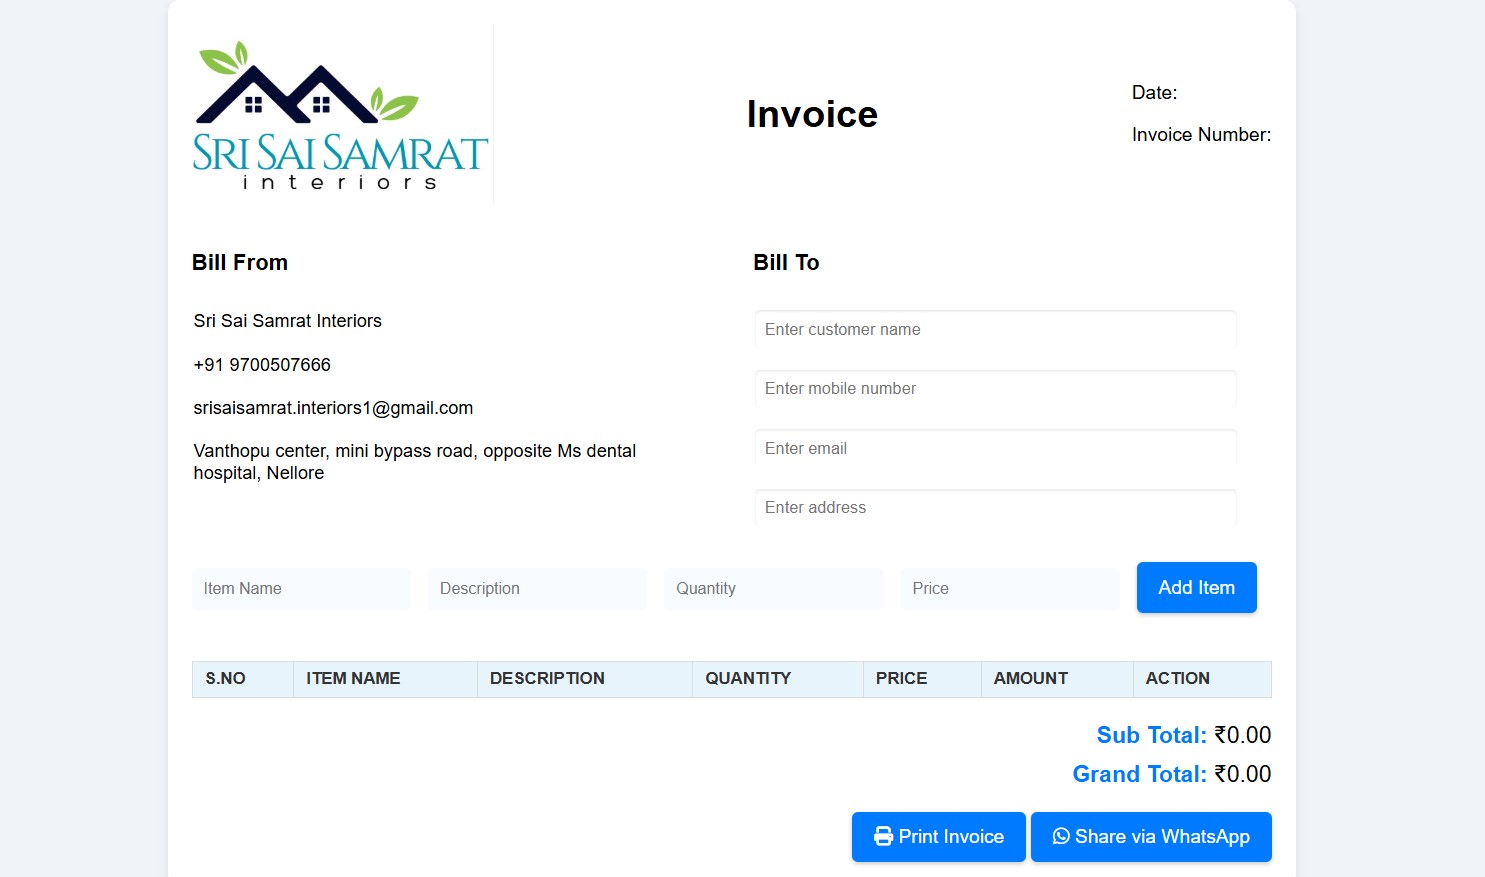 SRI SAI SAMRAT
interiors
Invoice
Date:
Invoice Number:
Bill From
Sri Sai Samrat Interiors
+91 9700507666
srisaisamrat.interiors1@gmail.com
Vanthopu center, mini bypass road, opposite Ms dental
hospital, Nellore
Bill To
Enter customer name
Enter mobile number
Enter email
Enter address
Item Name Description Quantity Price Add Item
S.NO ITEM NAME DESCRIPTION QUANTITY PRICE AMOUNT ACTION
Sub Total: ₹0.00
Grand Total: ₹0.00
Print Invoice Share via WhatsApp